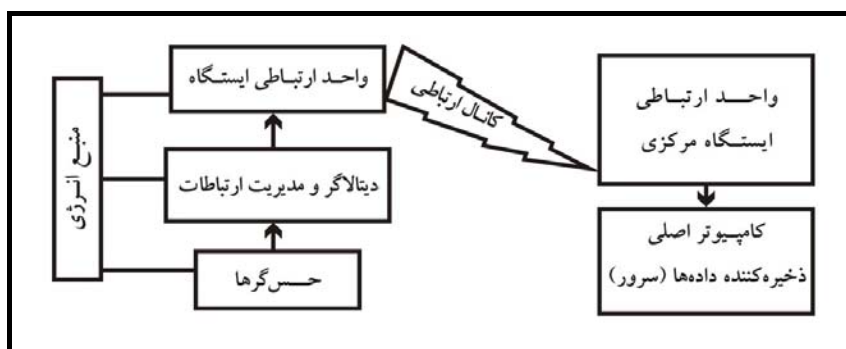 واحد ارتباطی ایستگاه
کانال ارتباطی
واحد ارتباطی
ایستگاه مرکزی
منبع انرژی
دیتالاگر و مدیریت ارتباطات
کامپیوتر اصلی
ذخیره‌کننده داده‌ها (سرور)
حس‌گرها